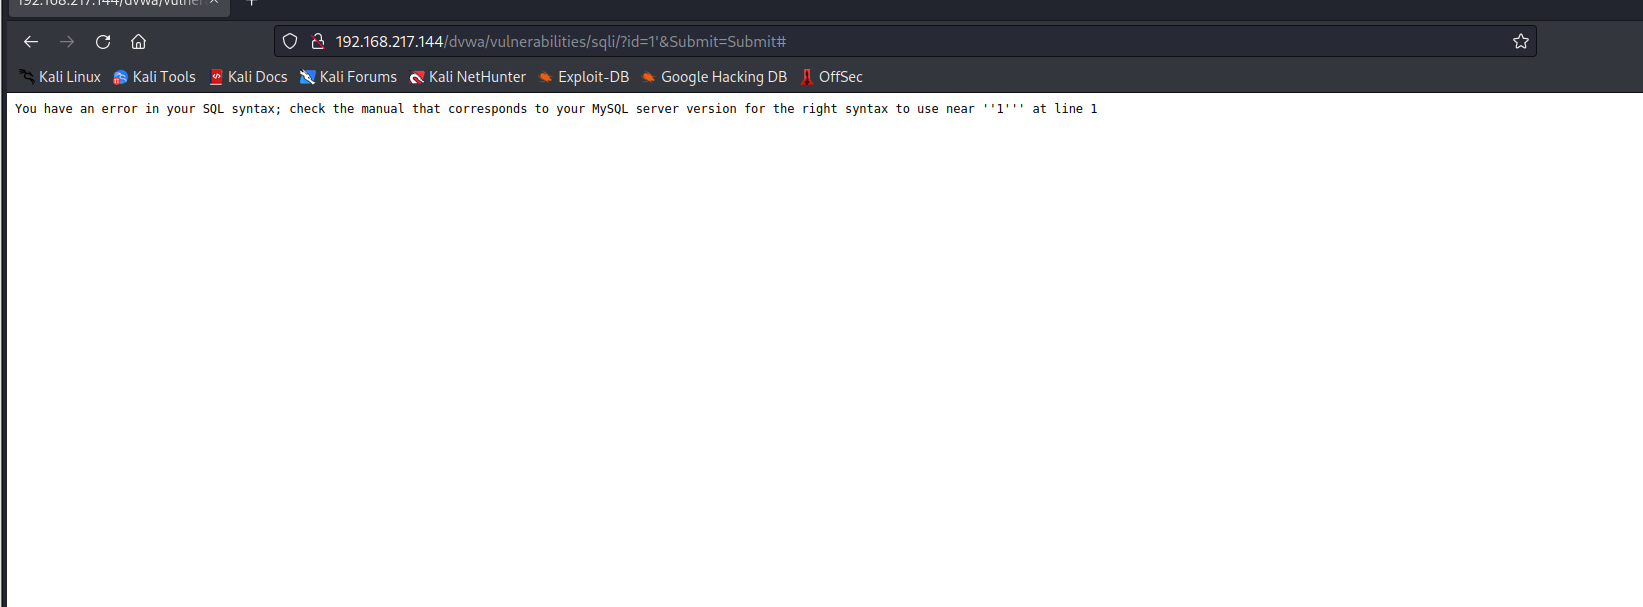 192.168.217.144/dvwa/vulner
192.168.217.144/dvwa/vulnerabilities/sqli/?id=1'&Submit=Submit#
Kali Linux Kali Tools Kali Docs Kali Forums Kali NetHunter Exploit-DB Google Hacking DB OffSec
You have an error in your SQL syntax; check the manual that corresponds to your MySQL server version for the right syntax to use near ''1''' at line 1